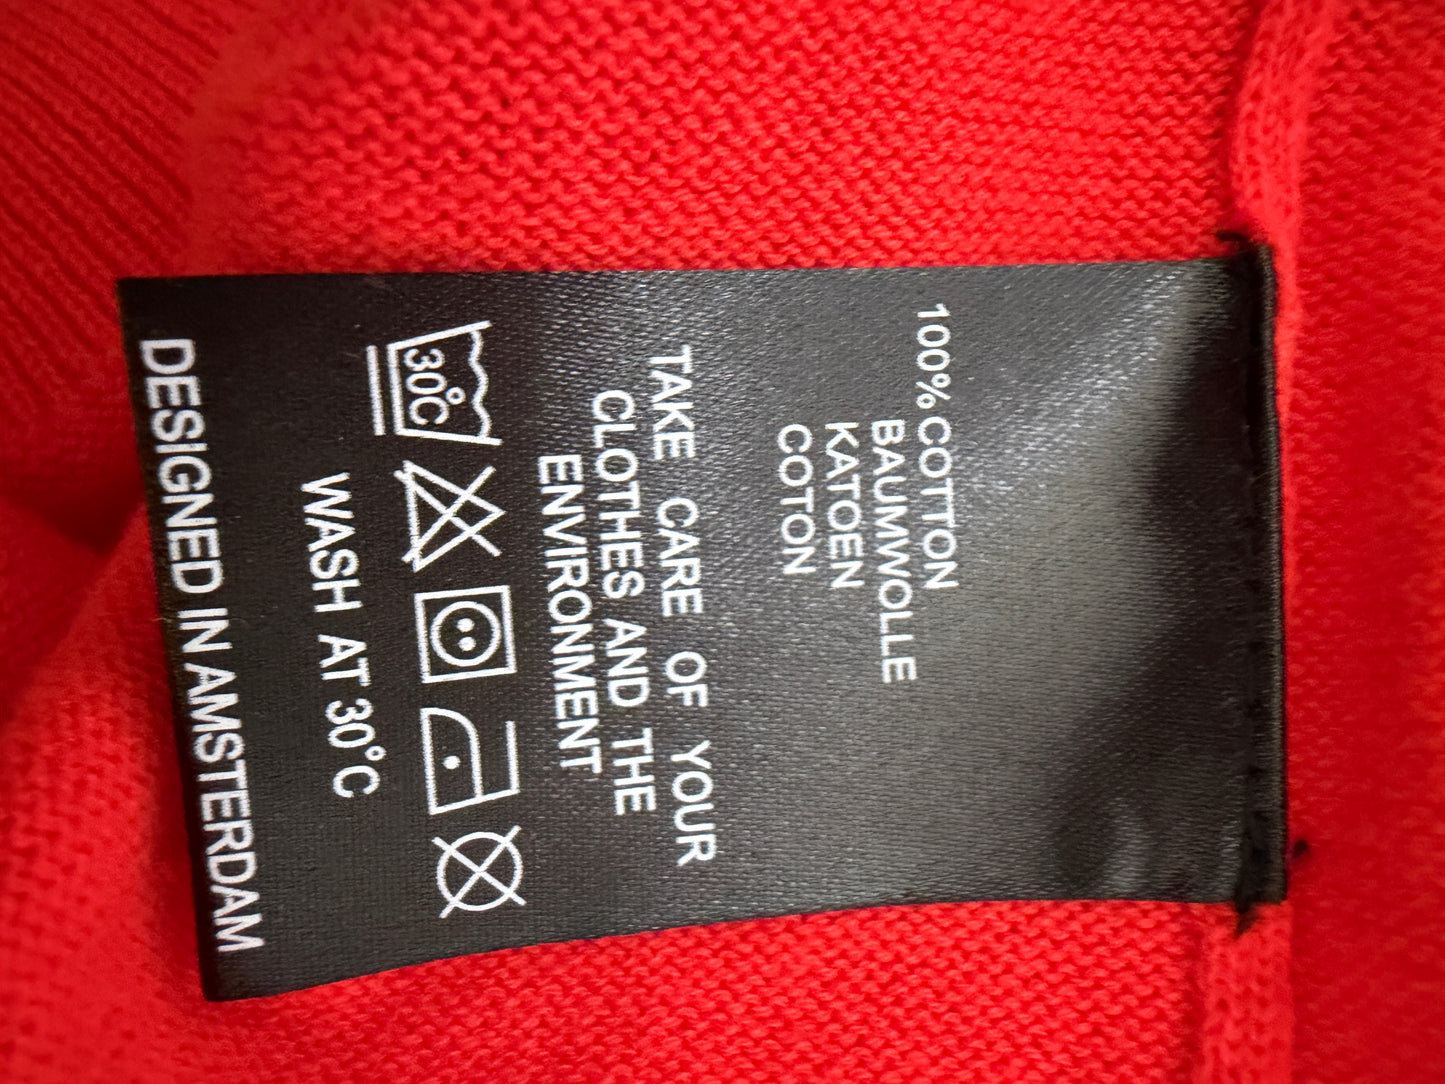 100% COTTON
BAUMWOLLE
KATOEN
COTON
TAKE CARE OF YOUR
CLOTHES AND THE
ENVIRONMENT
30°C
WASH AT 30°C
DESIGNED IN AMSTERDAM